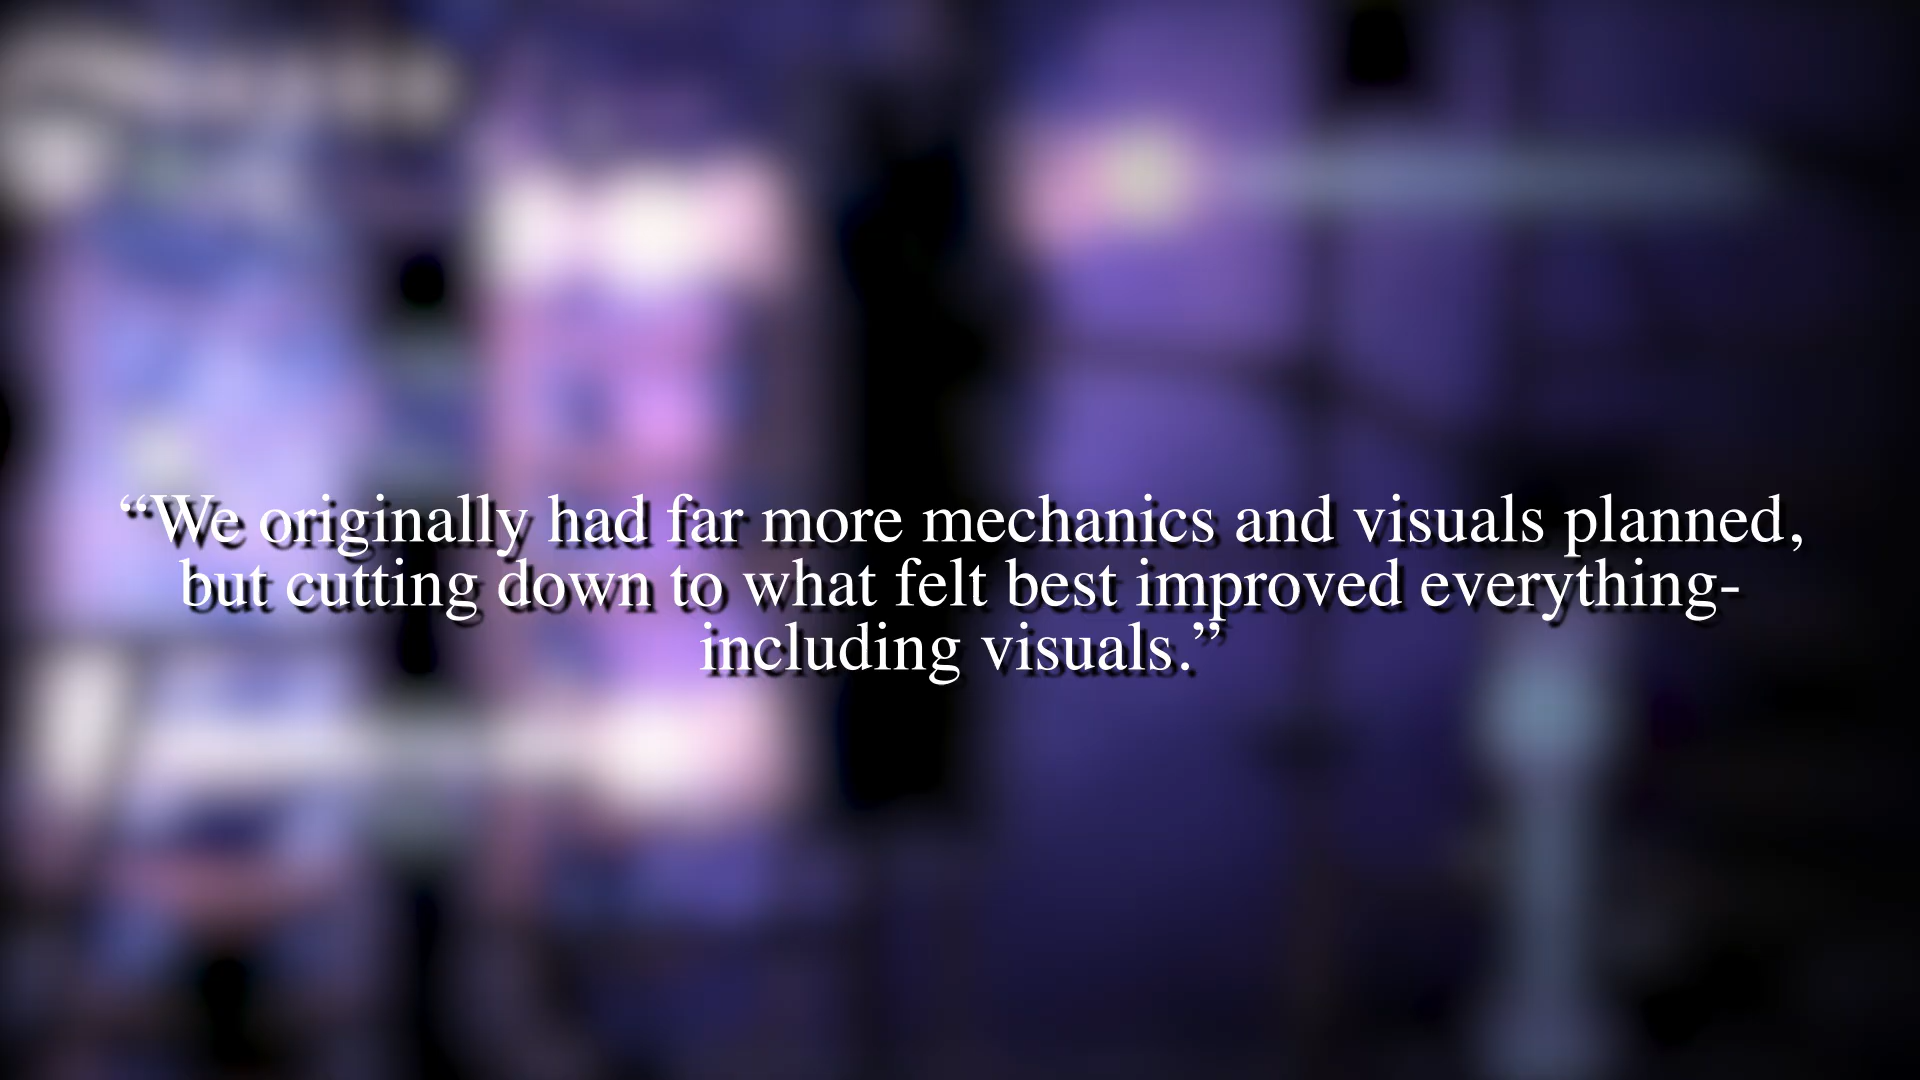 “We originally had far more mechanics and visuals planned,
but cutting down to what felt best improved everything-
including visuals.”